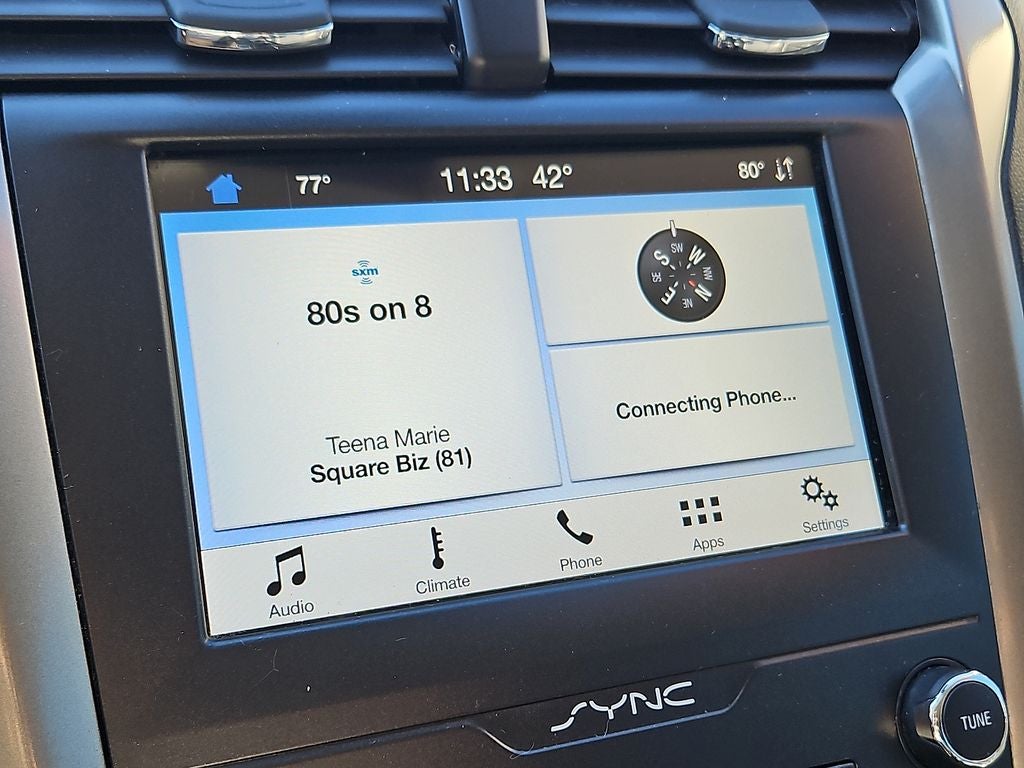 77° 11:33 42° 80°
sxm
80s on 8
Teena Marie
Square Biz (81)
SW
S W
SE NW
E N
NE
Connecting Phone...
Audio
Climate
Phone
Apps
Settings
SYNC
TUNE